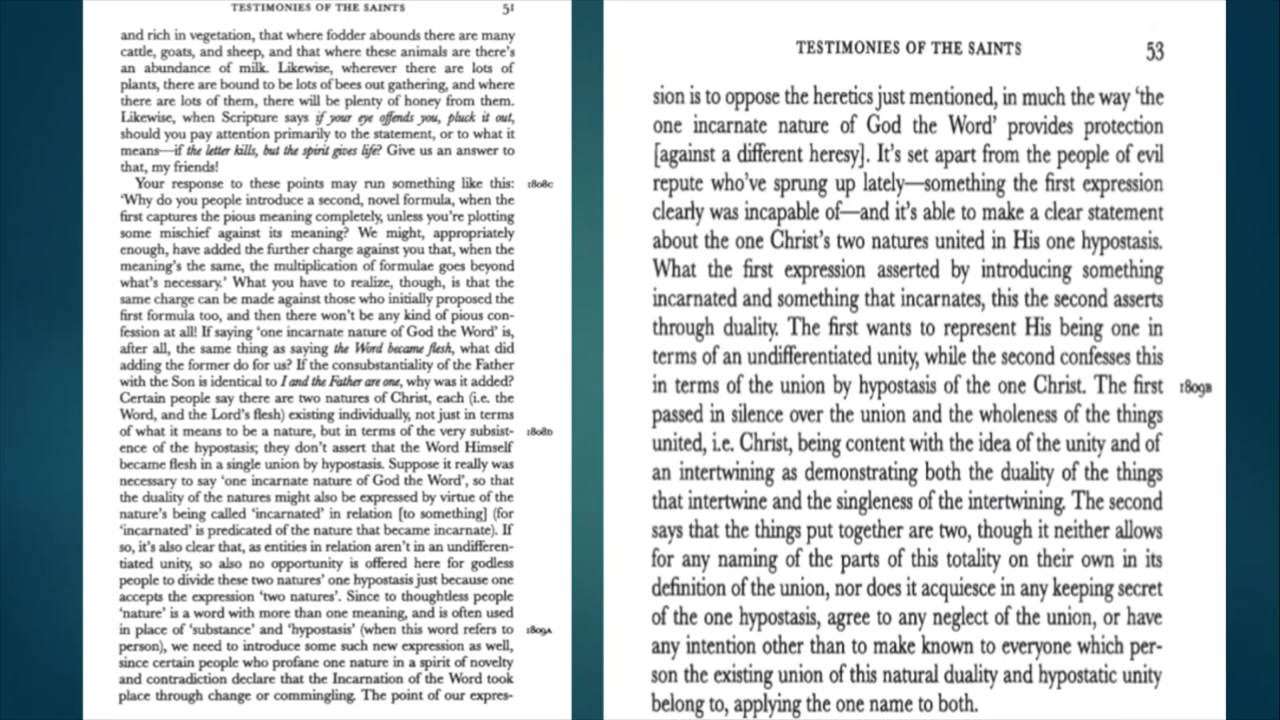 TESTIMONIES OF THE SAINTS 51
and rich in vegetation, that where fodder abounds there are many
cattle, goats, and sheep, and that where these animals are there's
an abundance of milk. Likewise, wherever there are lots of
plants, there are bound to be lots of bees out gathering, and where
there are lots of them, there will be plenty of honey from them.
Likewise, when Scripture says if your eye offends you, pluck it out,
should you pay attention primarily to the statement, or to what it
means—if the letter kills, but the spirit gives life? Give us an answer to
that, my friends!
Your response to these points may run something like this: 1808C
'Why do you people introduce a second, novel formula, when the
first captures the pious meaning completely, unless you're plotting
some mischief against its meaning? We might, appropriately
enough, have added the further charge against you that, when the
meaning's the same, the multiplication of formulae goes beyond
what's necessary.' What you have to realize, though, is that the
same charge can be made against those who initially proposed the
first formula too, and then there won't be any kind of pious con-
fession at all! If saying 'one incarnate nature of God the Word' is,
after all, the same thing as saying the Word became flesh, what did
adding the former do for us? If the consubstantiality of the Father
with the Son is identical to I and the Father are one, why was it added?
Certain people say there are two natures of Christ, each (i.e. the
Word, and the Lord's flesh) existing individually, not just in terms
of what it means to be a nature, but in terms of the very subsist- 1808D
ence of the hypostasis; they don't assert that the Word Himself
became flesh in a single union by hypostasis. Suppose it really was
necessary to say 'one incarnate nature of God the Word', so that
the duality of the natures might also be expressed by virtue of the
nature's being called 'incarnated' in relation [to something] (for
'incarnated' is predicated of the nature that became incarnate). If
so, it's also clear that, as entities in relation aren't in an undifferen-
tiated unity, so also no opportunity is offered here for godless
people to divide these two natures' one hypostasis just because one
accepts the expression 'two natures'. Since to thoughtless people
'nature' is a word with more than one meaning, and is often used
in place of 'substance' and 'hypostasis' (when this word refers to 1809A
person), we need to introduce some such new expression as well,
since certain people who profane one nature in a spirit of novelty
and contradiction declare that the Incarnation of the Word took
place through change or commingling. The point of our expres-
TESTIMONIES OF THE SAINTS 53
sion is to oppose the heretics just mentioned, in much the way 'the
one incarnate nature of God the Word' provides protection
[against a different heresy]. It's set apart from the people of evil
repute who've sprung up lately—something the first expression
clearly was incapable of—and it's able to make a clear statement
about the one Christ's two natures united in His one hypostasis.
What the first expression asserted by introducing something
incarnated and something that incarnates, this the second asserts
through duality. The first wants to represent His being one in
terms of an undifferentiated unity, while the second confesses this
in terms of the union by hypostasis of the one Christ. The first 1809B
passed in silence over the union and the wholeness of the things
united, i.e. Christ, being content with the idea of the unity and of
an intertwining as demonstrating both the duality of the things
that intertwine and the singleness of the intertwining. The second
says that the things put together are two, though it neither allows
for any naming of the parts of this totality on their own in its
definition of the union, nor does it acquiesce in any keeping secret
of the one hypostasis, agree to any neglect of the union, or have
any intention other than to make known to everyone which per-
son the existing union of this natural duality and hypostatic unity
belong to, applying the one name to both.